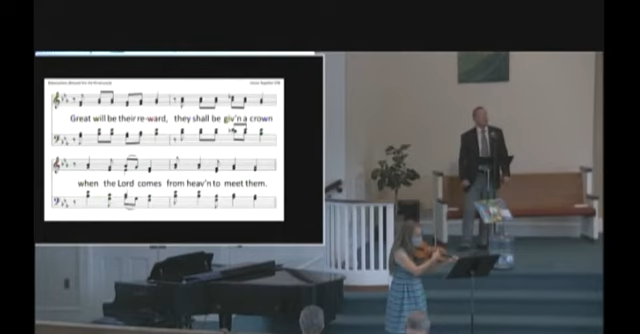 Great will be their re-ward, they shall be giv'n a crown
when the Lord comes from heav'n to meet them.